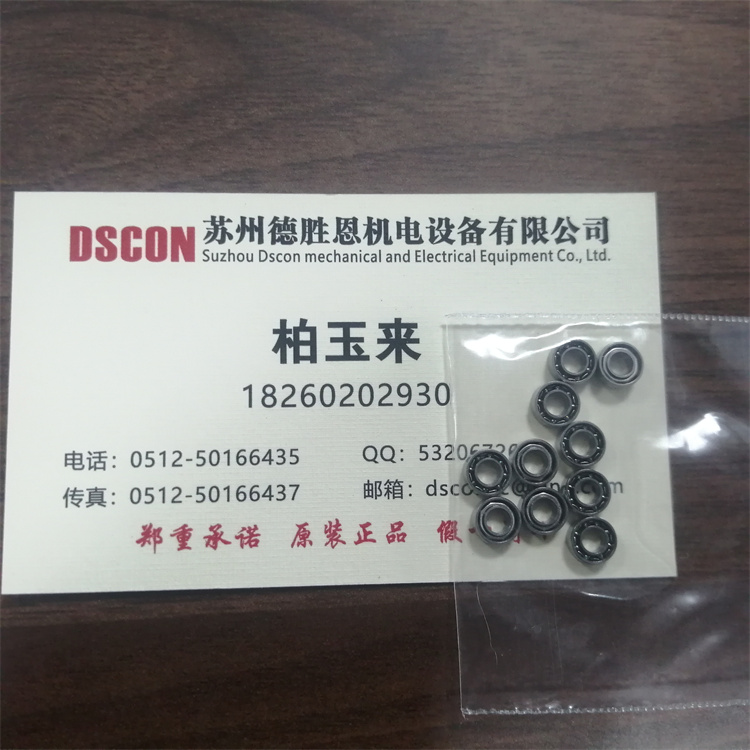 DSCON 苏州德胜恩机电设备有限公司
Suzhou Dscon mechanical and Electrical Equipment Co., Ltd.
柏玉来
18260202930
电话：0512-50166435 QQ：
传真：0512-50166437 邮箱：
郑重承诺 原装正品 假一